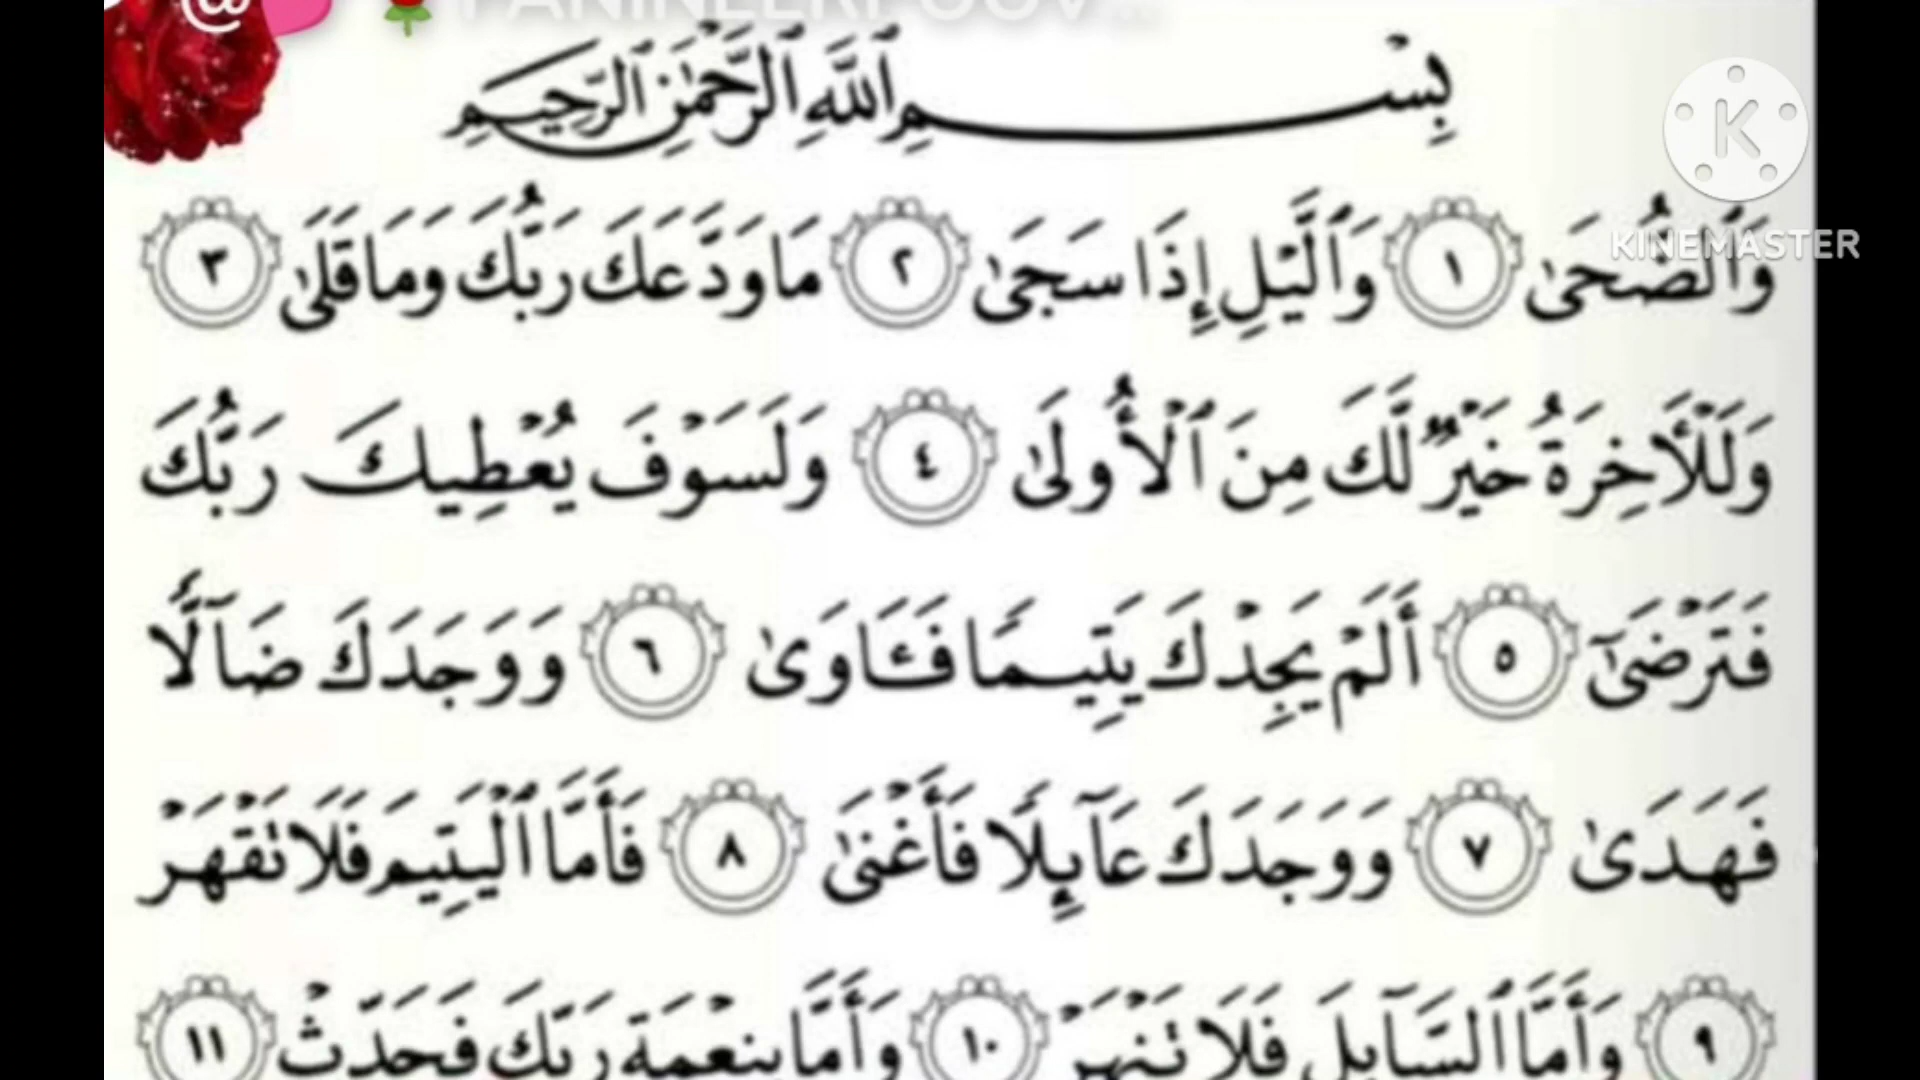 بِسْمِ ٱللَّهِ ٱلرَّحْمَٰنِ ٱلرَّحِيمِ
KINEMASTER
وَٱلضُّحَىٰ ١ وَٱلَّيْلِ إِذَا سَجَىٰ ٢ مَا وَدَّعَكَ رَبُّكَ وَمَا قَلَىٰ ٣
وَلَلْأَخِرَةُ خَيْرٌ لَّكَ مِنَ ٱلْأُولَىٰ ٤ وَلَسَوْفَ يُعْطِيكَ رَبُّكَ
فَتَرْضَىٰٓ ٥ أَلَمْ يَجِدْكَ يَتِيمًا فَـَٔاوَىٰ ٦ وَوَجَدَكَ ضَآلًّا
فَهَدَىٰ ٧ وَوَجَدَكَ عَآئِلًا فَأَغْنَىٰ ٨ فَأَمَّا ٱلْيَتِيمَ فَلَا تَقْهَرْ
٩ وَأَمَّا ٱلسَّآئِلَ فَلَا تَنْهَرْ ١٠ وَأَمَّا بِنِعْمَةِ رَبِّكَ فَحَدِّثْ ١١